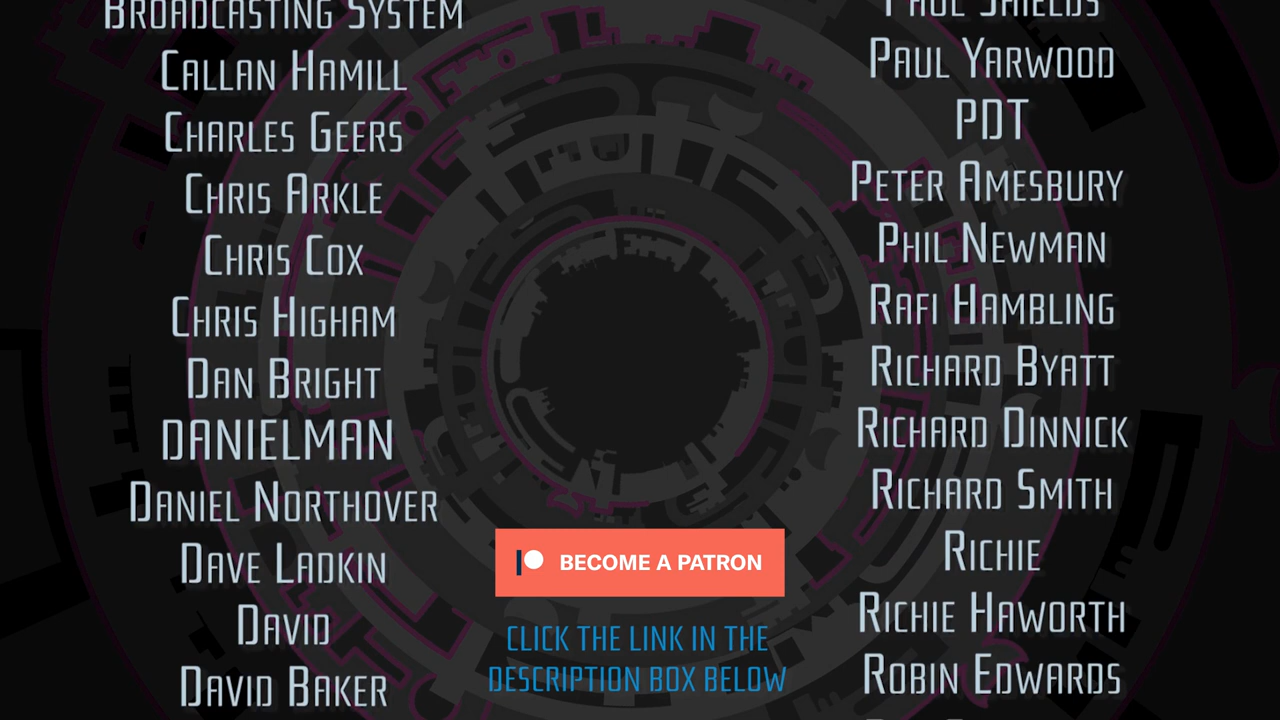 Broadcasting System
Callan Hamill
Charles Geers
Chris Arkle
Chris Cox
Chris Higham
Dan Bright
DANIELMAN
Daniel Northover
Dave Ladkin
David
David Baker
BECOME A PATRON
CLICK THE LINK IN THE
DESCRIPTION BOX BELOW
Paul Shields
Paul Yarwood
PDT
Peter Amesbury
Phil Newman
Rafi Hambling
Richard Byatt
Richard Dinnick
Richard Smith
Richie
Richie Haworth
Robin Edwards